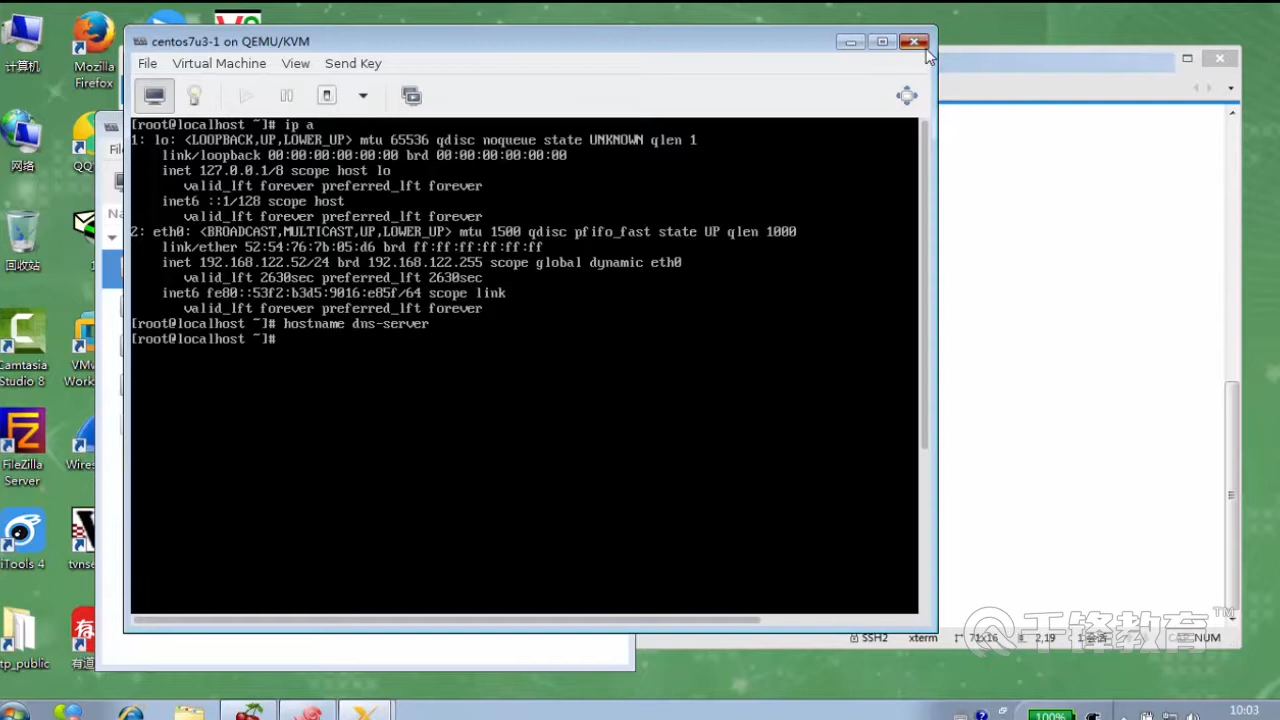 centos7u3-1 on QEMU/KVM
File Virtual Machine View Send Key
[root@localhost ~]# ip a
1: lo: <LOOPBACK,UP,LOWER_UP> mtu 65536 qdisc noqueue state UNKNOWN qlen 1
link/loopback 00:00:00:00:00:00 brd 00:00:00:00:00:00
inet 127.0.0.1/8 scope host lo
valid_lft forever preferred_lft forever
inet6 ::1/128 scope host
valid_lft forever preferred_lft forever
2: eth0: <BROADCAST,MULTICAST,UP,LOWER_UP> mtu 1500 qdisc pfifo_fast state UP qlen 1000
link/ether 52:54:76:7b:05:d6 brd ff:ff:ff:ff:ff:ff
inet 192.168.122.52/24 brd 192.168.122.255 scope global dynamic eth0
valid_lft 2630sec preferred_lft 2630sec
inet6 fe80::53f2:b3d5:9016:e85f/64 scope link
valid_lft forever preferred_lft forever
[root@localhost ~]# hostname dns-server
[root@localhost ~]#
计算机
Mozilla
Firefox
网络
回收站
Camtasia
Studio 8
FileZilla
Server
iTools 4
SSH2 xterm 71x16 2,19 NUM
千锋教育™
100%
10:03